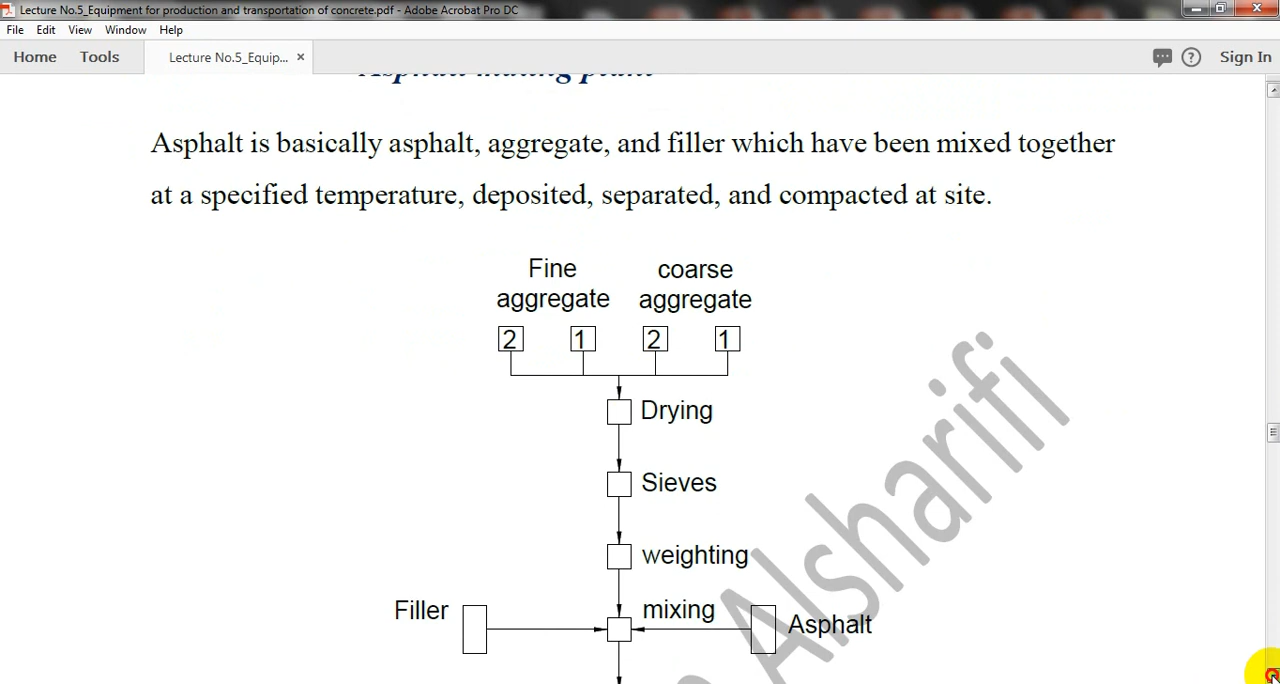 Lecture No.5_Equipment for production and transportation of concrete.pdf - Adobe Acrobat Pro DC
File Edit View Window Help
Home Tools Lecture No.5_Equip... × ? Sign In
Asphalt is basically asphalt, aggregate, and filler which have been mixed together
at a specified temperature, deposited, separated, and compacted at site.
Fine coarse
aggregate aggregate
2 1 2 1
Drying
Sieves
weighting
Filler mixing
Asphalt
Alsharifi